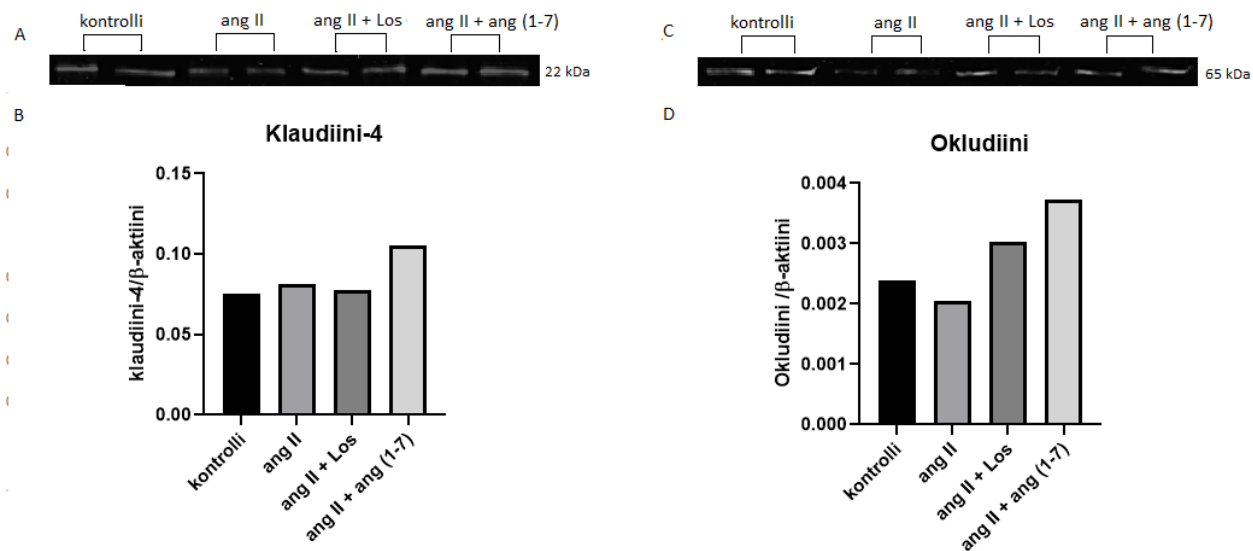 A
kontrolli ang II ang II + Los ang II + ang (1-7)
22 kDa
B
Klaudiini-4
klaudiini-4/β-aktiini
0.15
0.10
0.05
0.00
kontrolli
ang II
ang II + Los
ang II + ang (1-7)
C
kontrolli ang II ang II + Los ang II + ang (1-7)
65 kDa
D
Okludiini
Okludiini /β-aktiini
0.004
0.003
0.002
0.001
0.000
kontrolli
ang II
ang II + Los
ang II + ang (1-7)